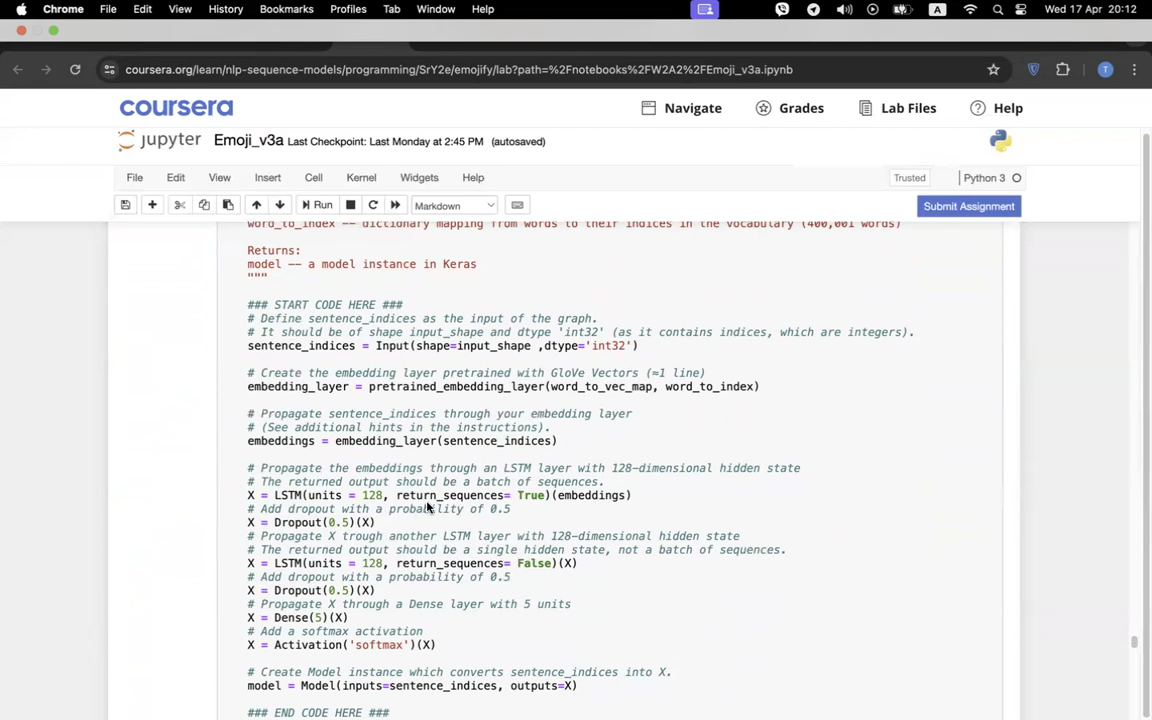 Chrome File Edit View History Bookmarks Profiles Tab Window Help A Wed 17 Apr 20:12
coursera.org/learn/nlp-sequence-models/programming/SrY2e/emojify/lab?path=%2Fnotebooks%2FW2A2%2FEmoji_v3a.ipynb T
coursera Navigate Grades Lab Files Help
jupyter Emoji_v3a Last Checkpoint: Last Monday at 2:45 PM (autosaved)
File Edit View Insert Cell Kernel Widgets Help Trusted Python 3
Run Markdown Submit Assignment
word_to_index -- dictionary mapping from words to their indices in the vocabulary (400,001 words)
Returns:
model -- a model instance in Keras
"""
### START CODE HERE ###
# Define sentence_indices as the input of the graph.
# It should be of shape input_shape and dtype 'int32' (as it contains indices, which are integers).
sentence_indices = Input(shape=input_shape ,dtype='int32')
# Create the embedding layer pretrained with GloVe Vectors (≈1 line)
embedding_layer = pretrained_embedding_layer(word_to_vec_map, word_to_index)
# Propagate sentence_indices through your embedding layer
# (See additional hints in the instructions).
embeddings = embedding_layer(sentence_indices)
# Propagate the embeddings through an LSTM layer with 128-dimensional hidden state
# The returned output should be a batch of sequences.
X = LSTM(units = 128, return_sequences= True)(embeddings)
# Add dropout with a probability of 0.5
X = Dropout(0.5)(X)
# Propagate X trough another LSTM layer with 128-dimensional hidden state
# The returned output should be a single hidden state, not a batch of sequences.
X = LSTM(units = 128, return_sequences= False)(X)
# Add dropout with a probability of 0.5
X = Dropout(0.5)(X)
# Propagate X through a Dense layer with 5 units
X = Dense(5)(X)
# Add a softmax activation
X = Activation('softmax')(X)
# Create Model instance which converts sentence_indices into X.
model = Model(inputs=sentence_indices, outputs=X)
### END CODE HERE ###